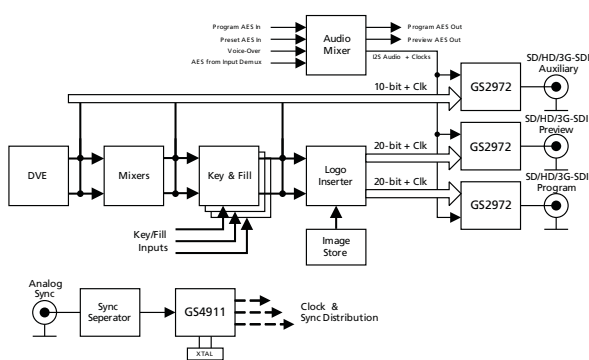 Program AES In
Preset AES In
Voice-Over
AES from Input Demux
Audio
Mixer
Program AES Out
Preview AES Out
I2S Audio + Clocks
SD/HD/3G-SDI
Auxiliary
GS2972
10-bit + Clk
SD/HD/3G-SDI
Preview
GS2972
20-bit + Clk
SD/HD/3G-SDI
Program
GS2972
20-bit + Clk
DVE
Mixers
Key & Fill
Logo
Inserter
Key/Fill
Inputs
Image
Store
Analog
Sync
Sync
Seperator
GS4911
XTAL
Clock &
Sync Distribution